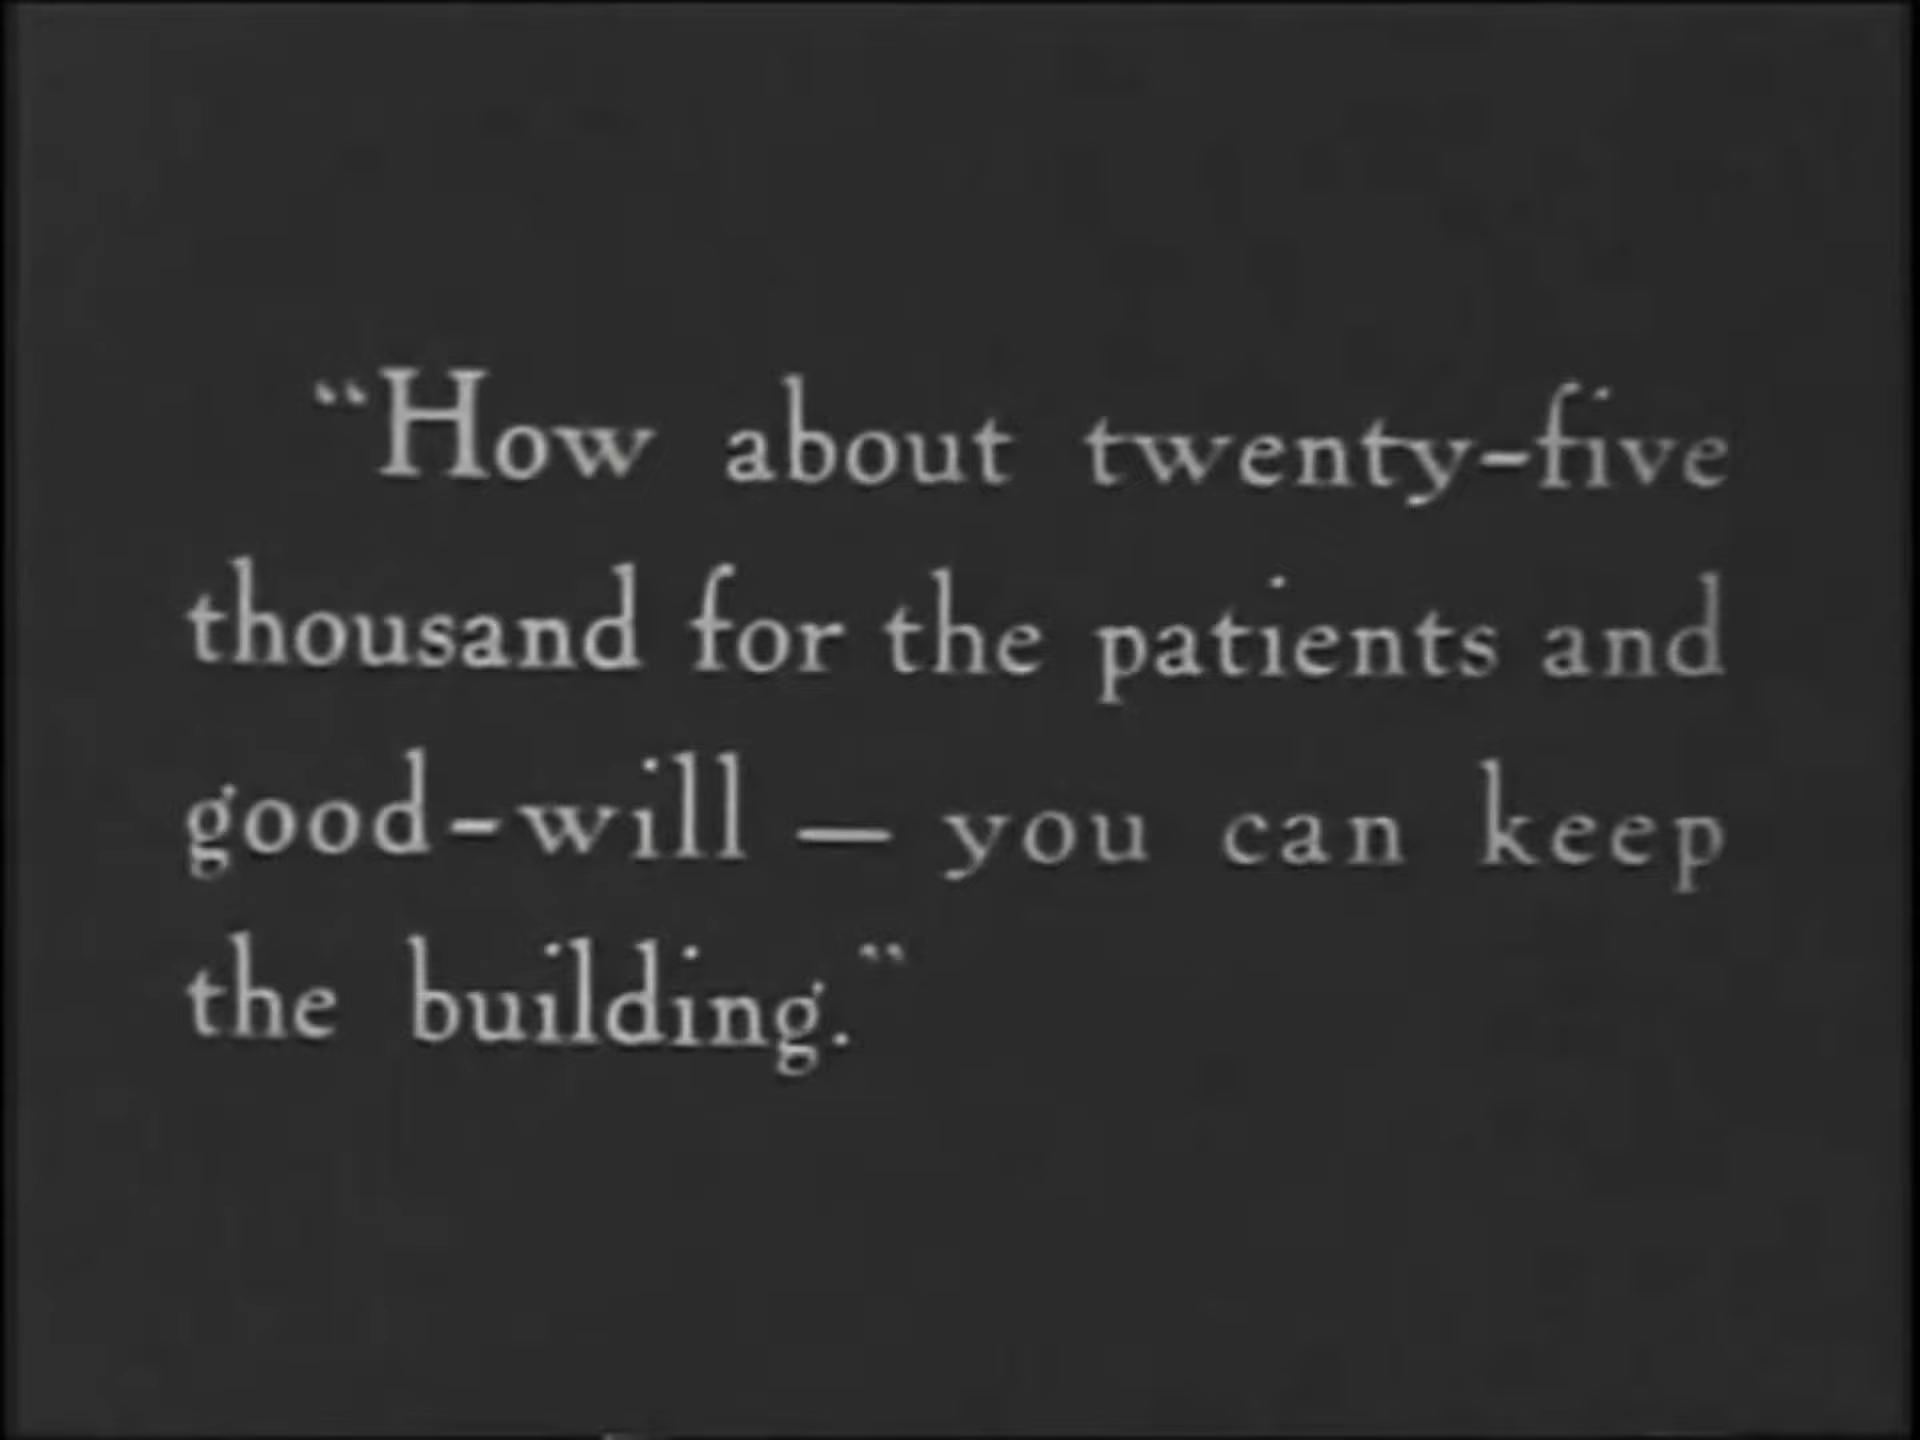 “How about twenty-five
thousand for the patients and
good-will — you can keep
the building.”